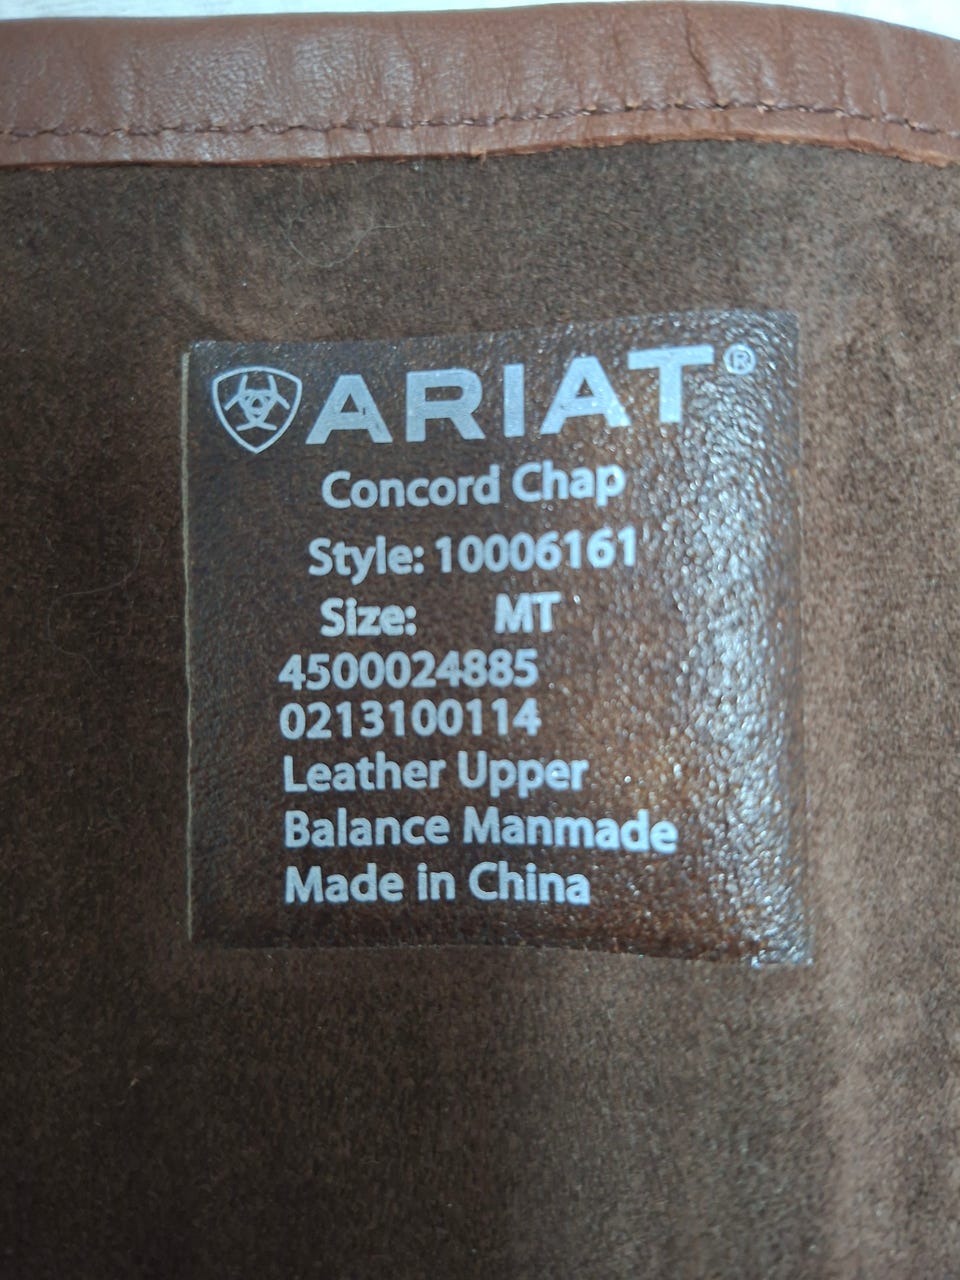 ARIAT®
Concord Chap
Style: 10006161
Size: MT
4500024885
0213100114
Leather Upper
Balance Manmade
Made in China